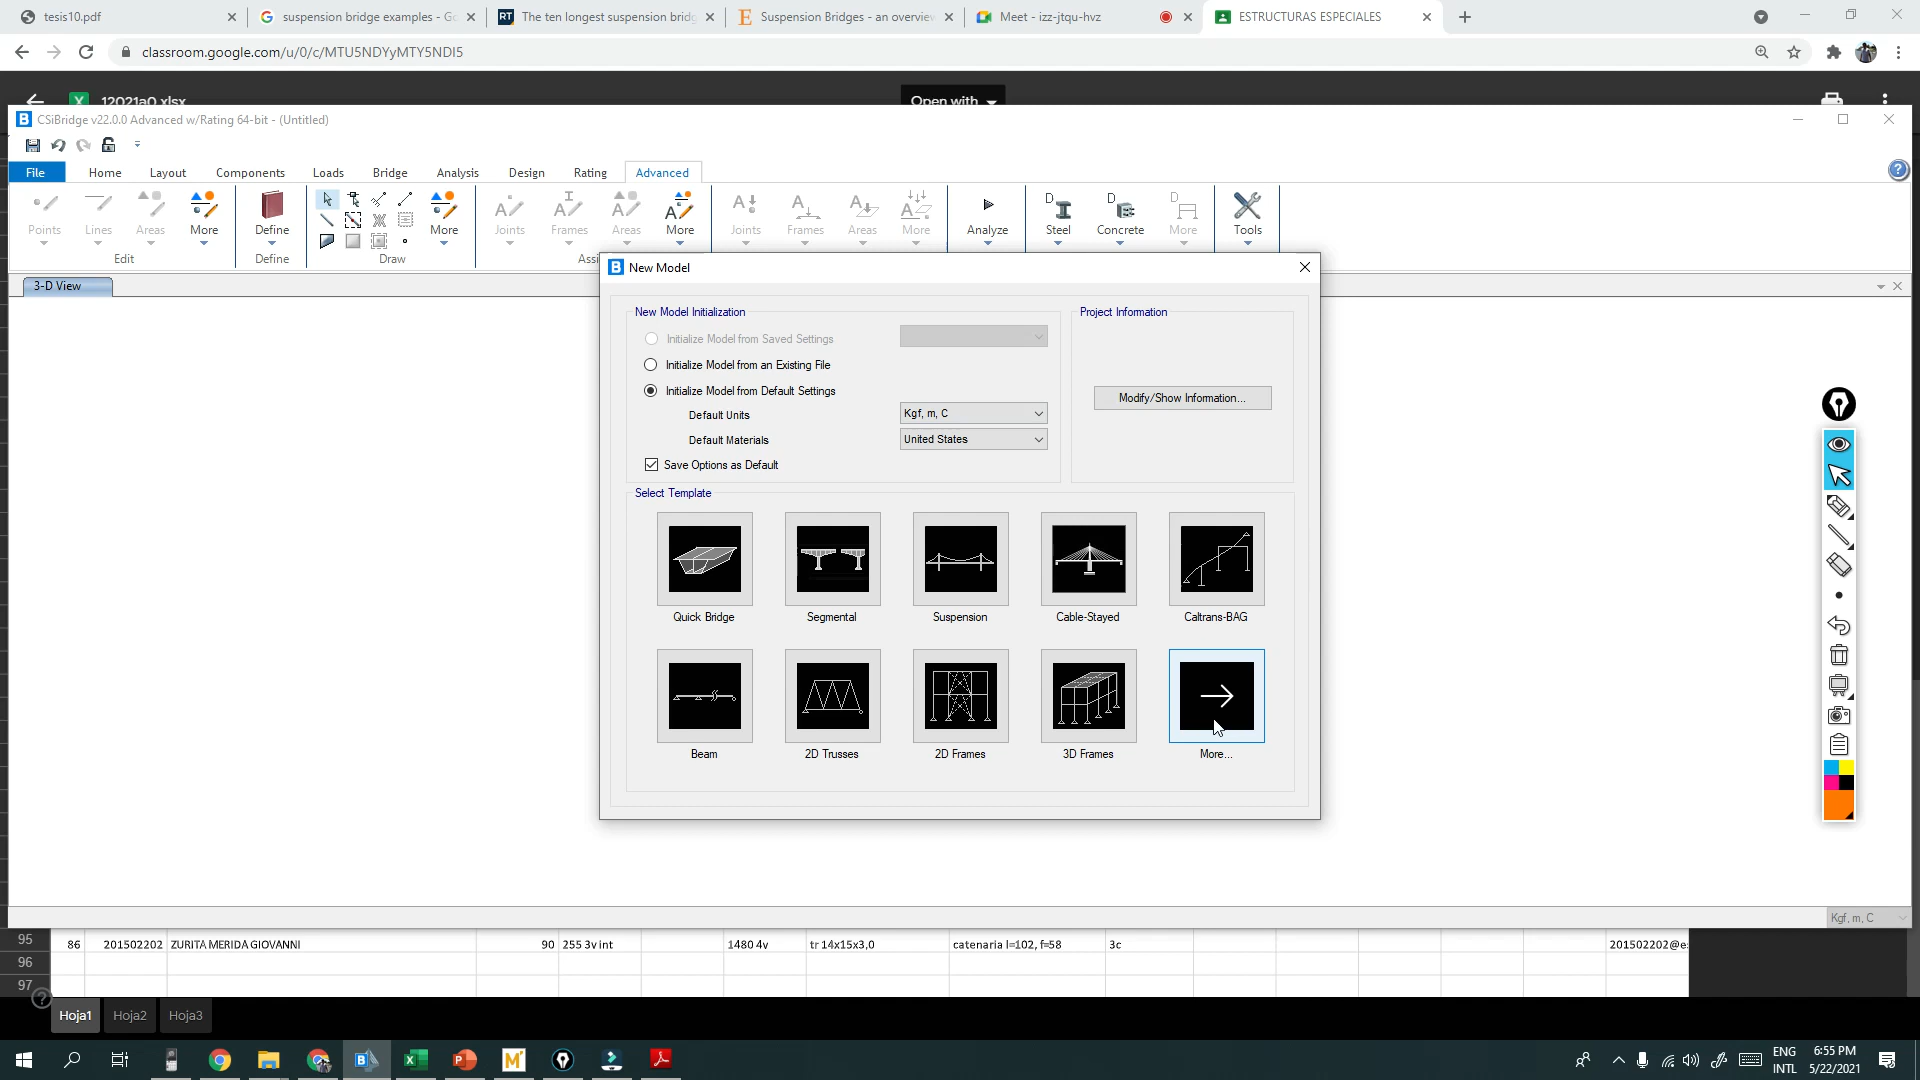 tesis10.pdf
suspension bridge examples - Go
The ten longest suspension bridg
Suspension Bridges - an overview
Meet - izz-jtqu-hvz
ESTRUCTURAS ESPECIALES
classroom.google.com/u/0/c/MTU5NDYyMTY5NDI5
12021a0.xlsx
Open with
CSiBridge v22.0.0 Advanced w/Rating 64-bit - (Untitled)
File Home Layout Components Loads Bridge Analysis Design Rating Advanced
Points Lines Areas More Define More Joints Frames Areas More Joints Frames Areas More Analyze Steel Concrete More Tools
Edit Define Draw Assi
3-D View
New Model
New Model Initialization
Project Information
Initialize Model from Saved Settings
Initialize Model from an Existing File
Initialize Model from Default Settings
Modify/Show Information...
Default Units Kgf, m, C
Default Materials United States
Save Options as Default
Select Template
Quick Bridge Segmental Suspension Cable-Stayed Caltrans-BAG
Beam 2D Trusses 2D Frames 3D Frames More...
Kgf, m, C
95 86 201502202 ZURITA MERIDA GIOVANNI 90 255 3v int 1480 4v tr 14x15x3,0 catenaria l=102, f=58 3c 201502202@e
96
97
Hoja1 Hoja2 Hoja3
ENG
INTL
6:55 PM
5/22/2021